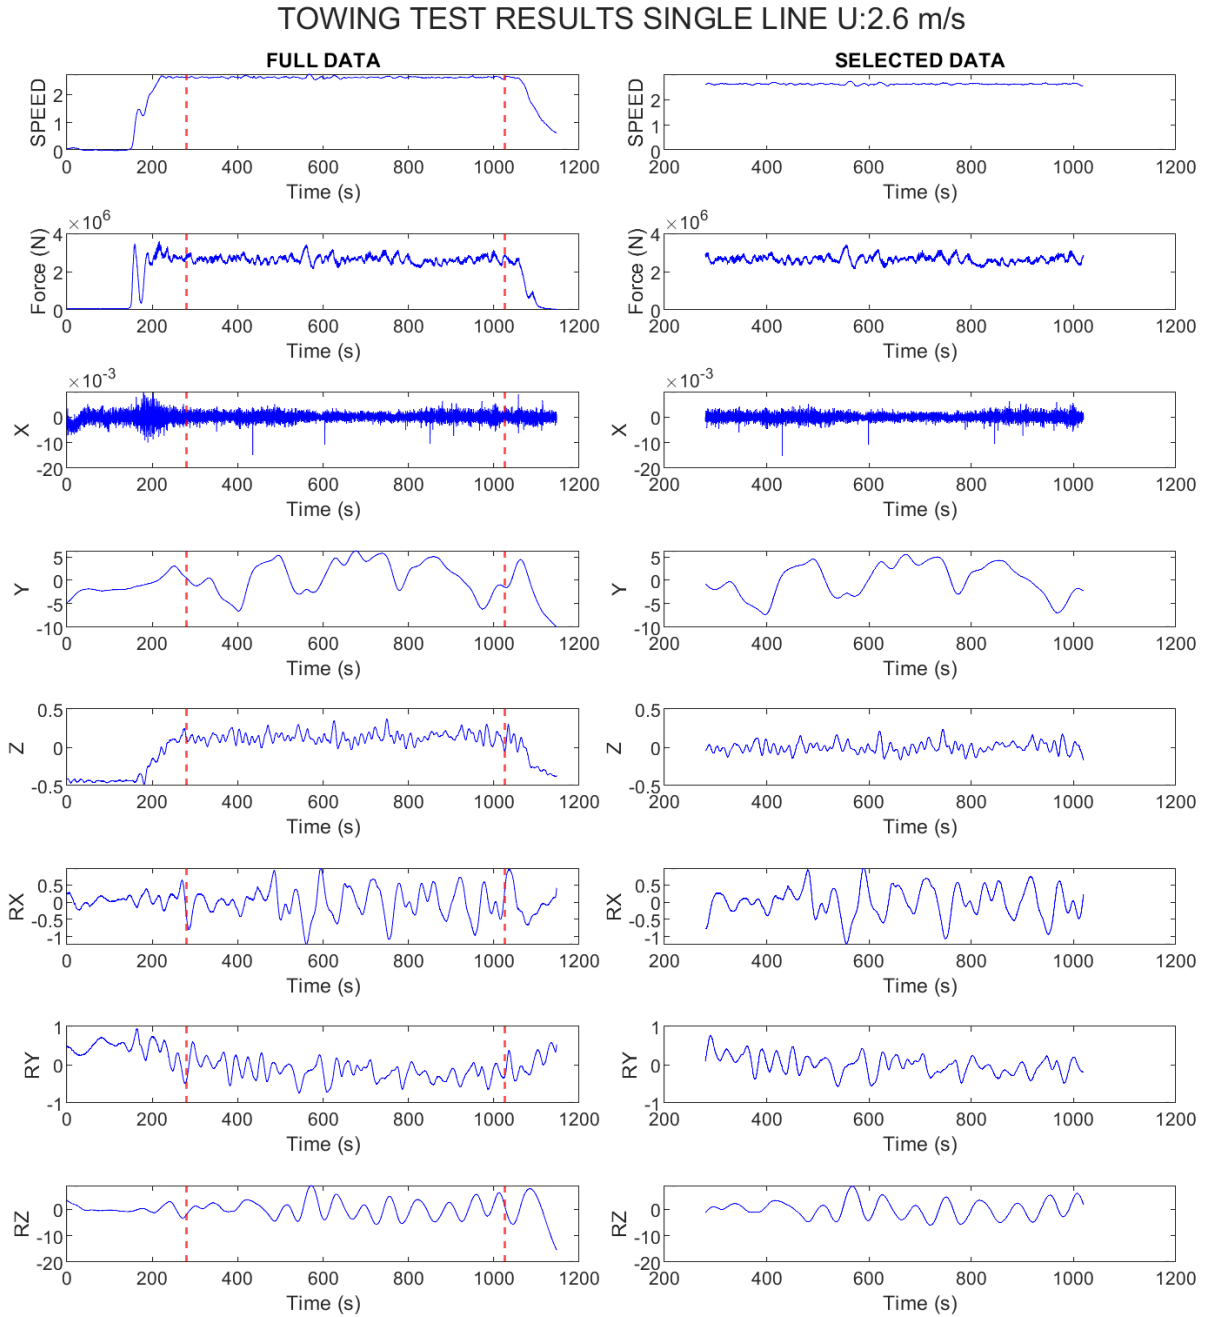 TOWING TEST RESULTS SINGLE LINE U:2.6 m/s
FULL DATA
SPEED
2
1
0
0 200 400 600 800 1000 1200
Time (s)
×10^6
Force (N)
4
2
0
0 200 400 600 800 1000 1200
Time (s)
×10^-3
X
0
-10
-20
0 200 400 600 800 1000 1200
Time (s)
Y
5
0
-5
-10
0 200 400 600 800 1000 1200
Time (s)
Z
0.5
0
-0.5
0 200 400 600 800 1000 1200
Time (s)
RX
0.5
0
-0.5
-1
0 200 400 600 800 1000 1200
Time (s)
RY
1
0
-1
0 200 400 600 800 1000 1200
Time (s)
RZ
0
-10
-20
0 200 400 600 800 1000 1200
Time (s)
SELECTED DATA
SPEED
2
1
0
200 400 600 800 1000 1200
Time (s)
×10^6
Force (N)
4
2
0
200 400 600 800 1000 1200
Time (s)
×10^-3
X
0
-10
-20
200 400 600 800 1000 1200
Time (s)
Y
5
0
-5
-10
200 400 600 800 1000 1200
Time (s)
Z
0.5
0
-0.5
200 400 600 800 1000 1200
Time (s)
RX
0.5
0
-0.5
-1
200 400 600 800 1000 1200
Time (s)
RY
1
0
-1
200 400 600 800 1000 1200
Time (s)
RZ
0
-10
-20
200 400 600 800 1000 1200
Time (s)